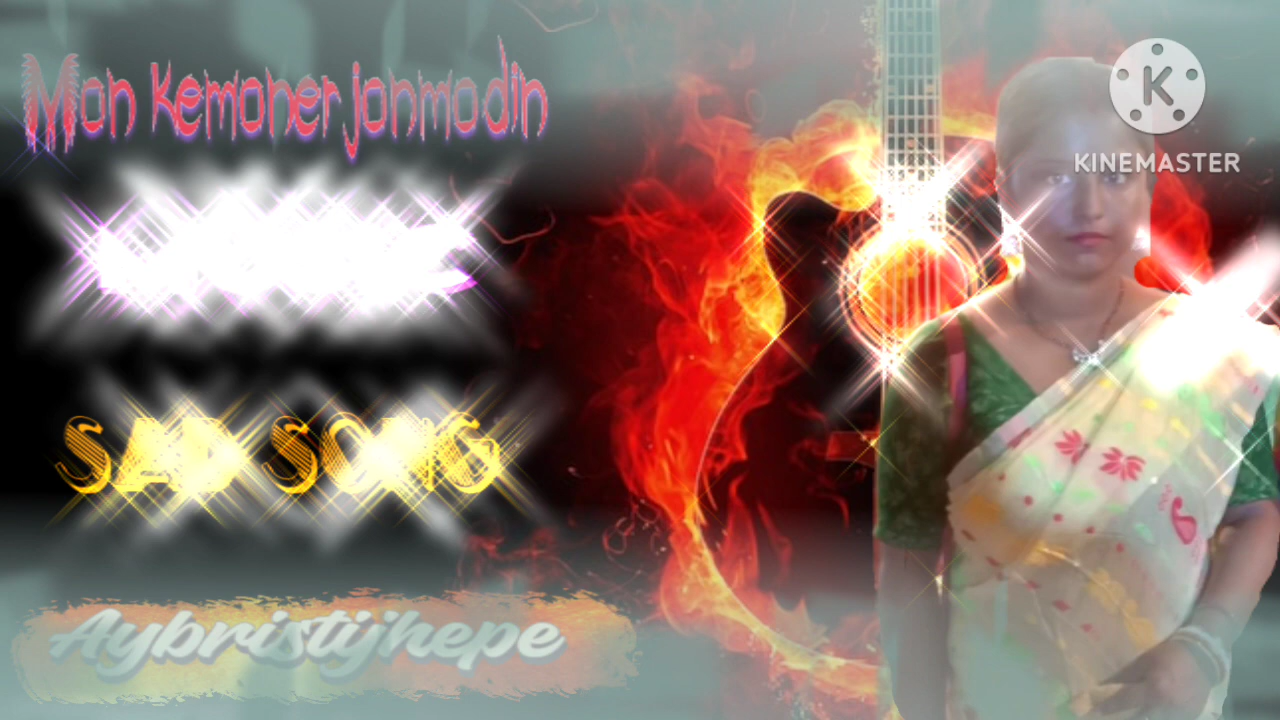 Mon Kemoner jonmodin
SAD SONG
Aybristijhepe
K
KINEMASTER